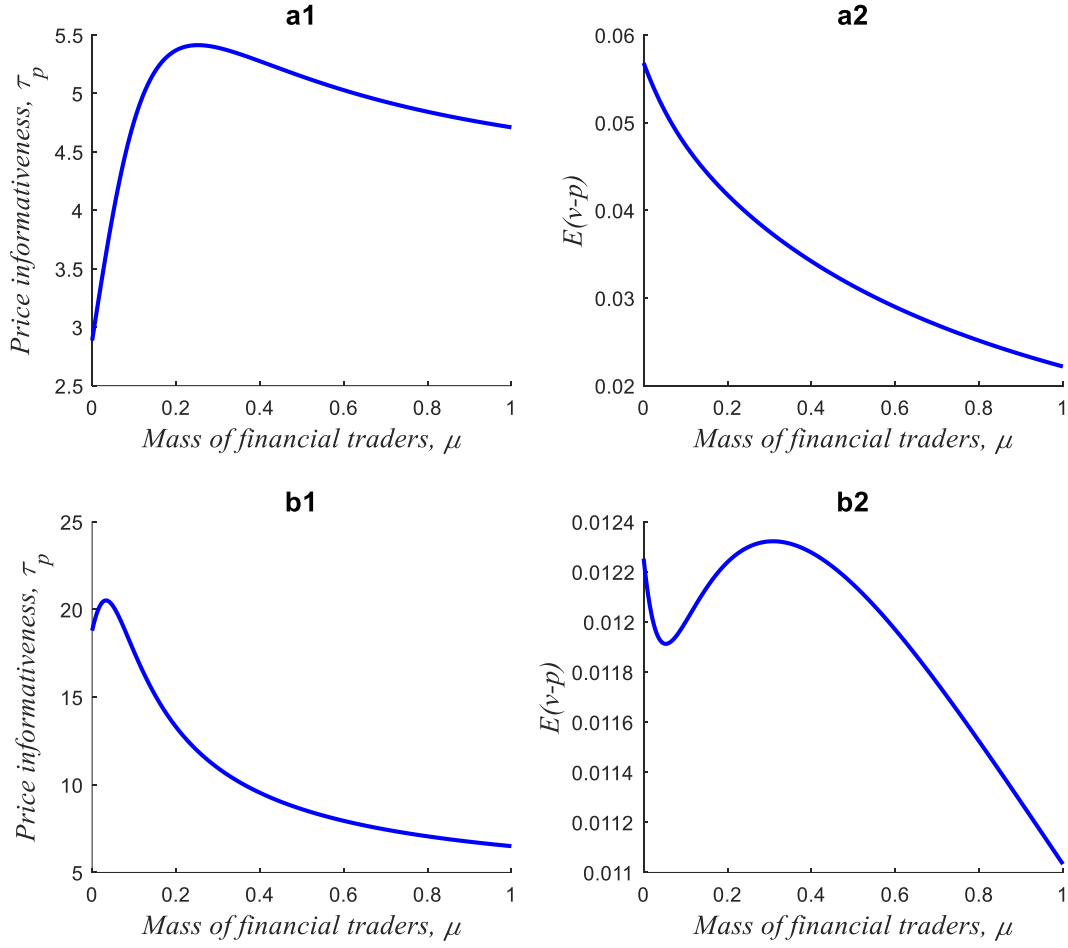 a1
Price informativeness, τp
5.5
5
4.5
4
3.5
3
2.5
0 0.2 0.4 0.6 0.8 1
Mass of financial traders, μ
a2
E(v-p)
0.06
0.05
0.04
0.03
0.02
0 0.2 0.4 0.6 0.8 1
Mass of financial traders, μ
b1
Price informativeness, τp
25
20
15
10
5
0 0.2 0.4 0.6 0.8 1
Mass of financial traders, μ
b2
E(v-p)
0.0124
0.0122
0.012
0.0118
0.0116
0.0114
0.0112
0.011
0 0.2 0.4 0.6 0.8 1
Mass of financial traders, μ